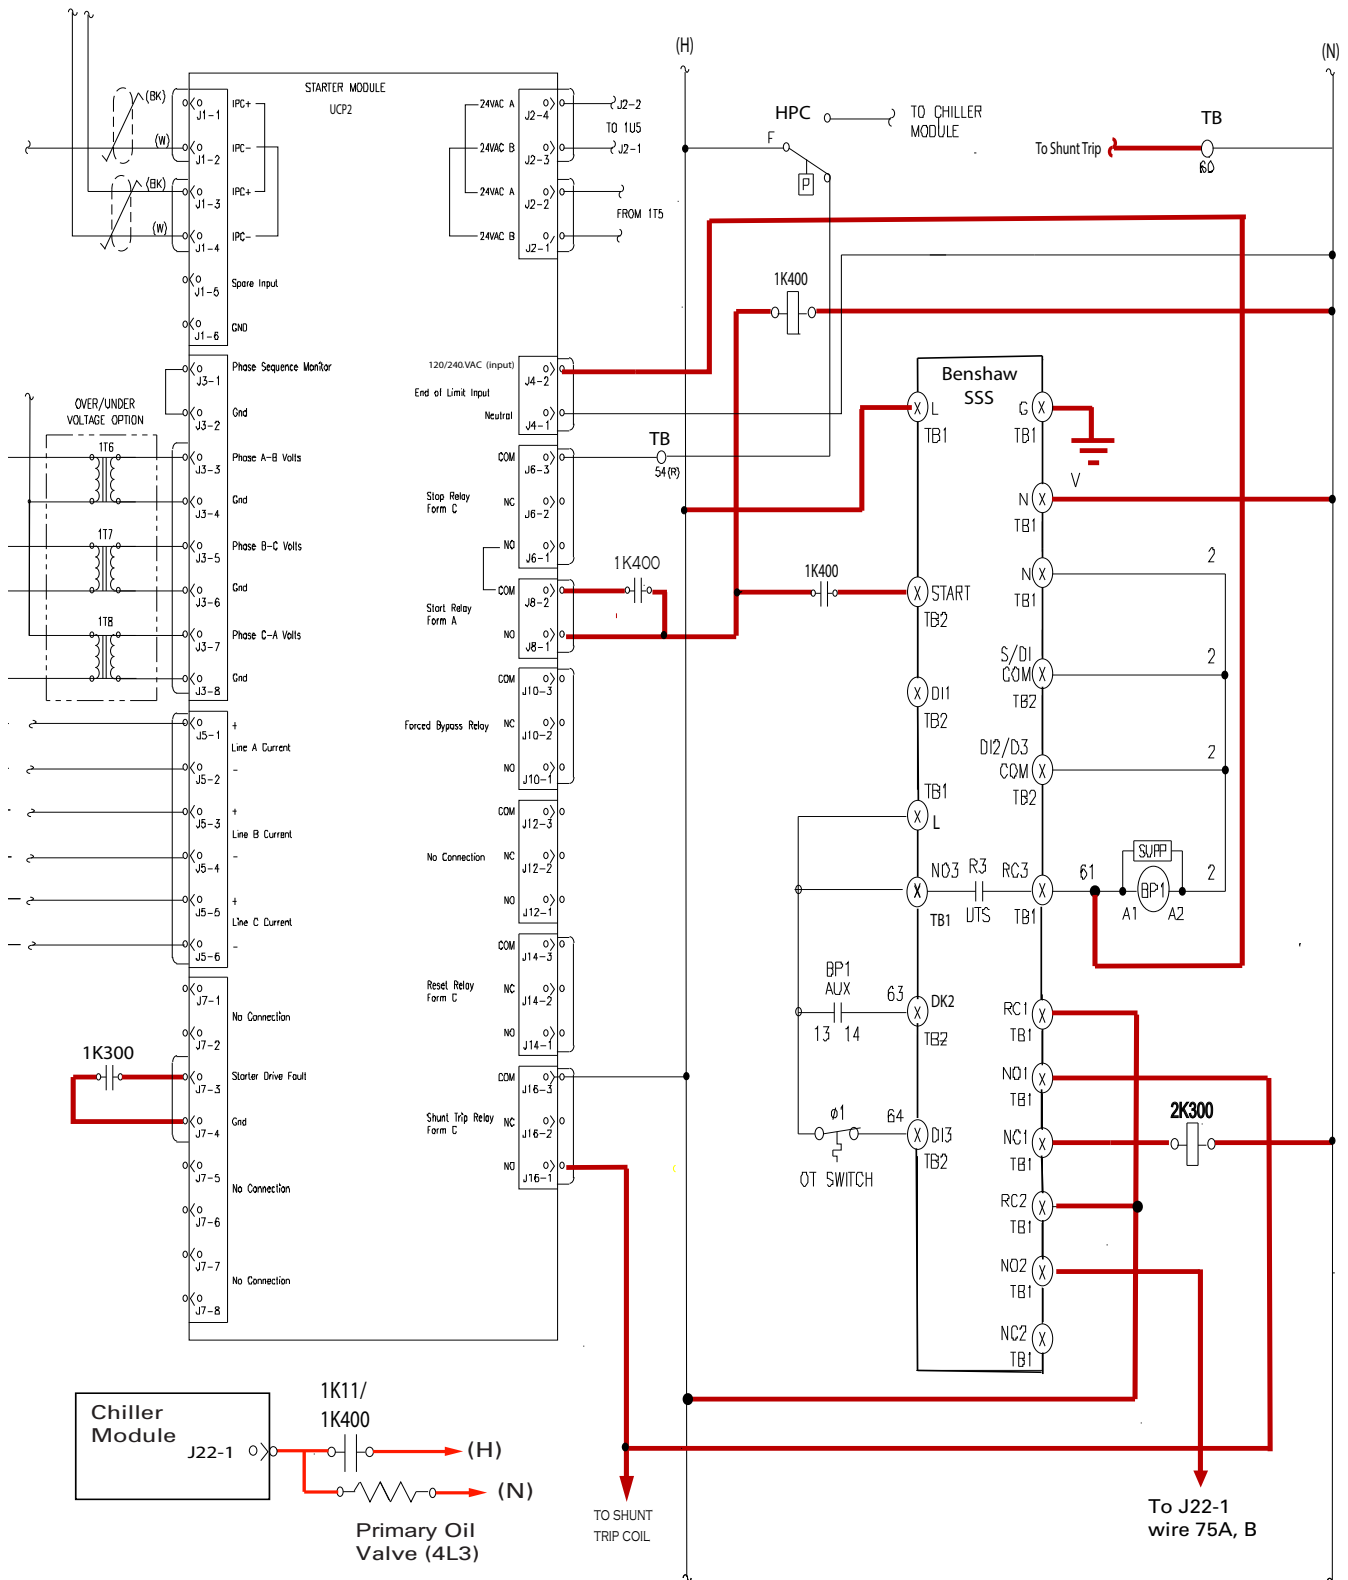 (H)
(N)
STARTER MODULE
UCP2
(BK)
J1-1
IPC+
(W)
J1-2
IPC-
(BK)
J1-3
IPC+
(W)
J1-4
IPC-
J1-5
Spare Input
J1-6
GND
24VAC A
J2-4
J2-2
TO 1U5
24VAC B
J2-3
J2-1
24VAC A
J2-2
FROM 1T5
24VAC B
J2-1
HPC
F
P
TO CHILLER
MODULE
To Shunt Trip
TB
60
1K400
J3-1
Phase Sequence Monitor
J3-2
Gnd
OVER/UNDER
VOLTAGE OPTION
1T6
J3-3
Phase A-B Volts
J3-4
Gnd
1T7
J3-5
Phase B-C Volts
J3-6
Gnd
1T8
J3-7
Phase C-A Volts
J3-8
Gnd
120/240.VAC (input)
J4-2
End of Limit Input
Neutral
J4-1
COM
J6-3
TB
54(R)
Stop Relay
Form C
NC
J6-2
NO
J6-1
1K400
COM
J8-2
Start Relay
Form A
NO
J8-1
COM
J10-3
Forced Bypass Relay
NC
J10-2
NO
J10-1
COM
J12-3
No Connection
NC
J12-2
NO
J12-1
COM
J14-3
Reset Relay
Form C
NC
J14-2
NO
J14-1
COM
J16-3
Shunt Trip Relay
Form C
NC
J16-2
NO
J16-1
J5-1
+
Line A Current
J5-2
-
J5-3
+
Line B Current
J5-4
-
J5-5
+
Line C Current
J5-6
-
J7-1
No Connection
J7-2
1K300
J7-3
Starter Drive Fault
J7-4
Gnd
J7-5
No Connection
J7-6
J7-7
No Connection
J7-8
Benshaw
SSS
L
TB1
G
TB1
V
N
TB1
1K400
START
TB2
N
TB1
2
DI1
TB2
S/DI
COM
TB2
2
DI2/D3
COM
TB2
2
TB1
L
NO3
TB1
R3
UTS
RC3
TB1
61
SUPP
BP1
A1
A2
2
BP1
AUX
13 14
63
DK2
TB2
RC1
TB1
NO1
TB1
Ø1
64
DI3
TB2
OT SWITCH
NC1
TB1
2K300
RC2
TB1
NO2
TB1
NC2
TB1
Chiller
Module
J22-1
1K11/
1K400
(H)
(N)
Primary Oil
Valve (4L3)
TO SHUNT
TRIP COIL
To J22-1
wire 75A, B